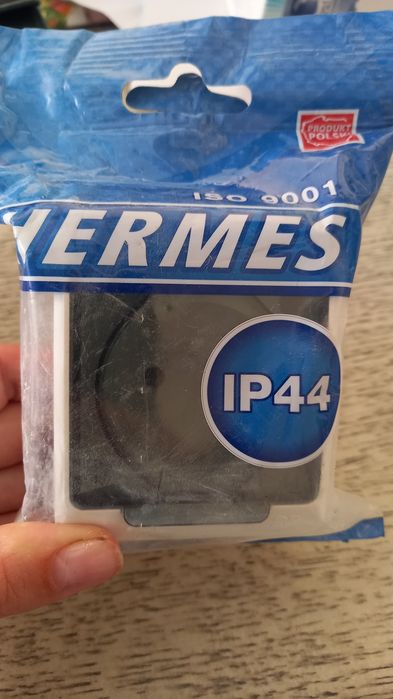 PRODUKT
POLSKI
ISO 9001
HERMES
IP44